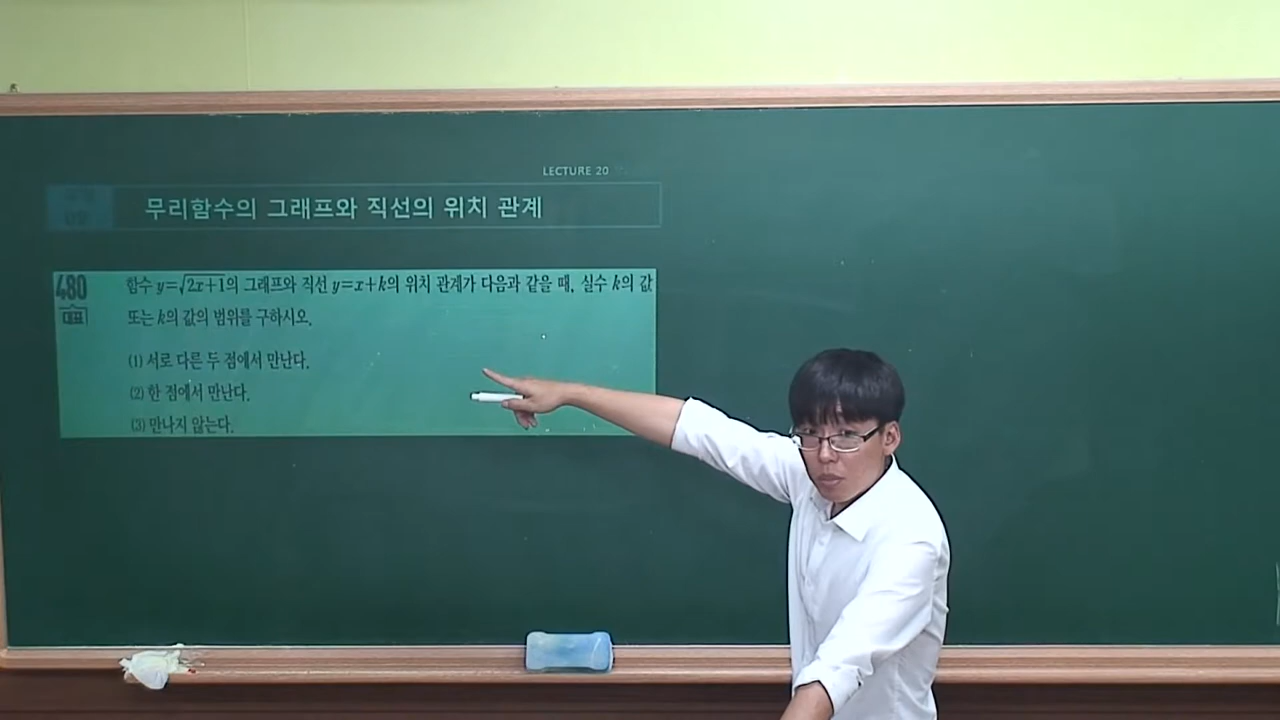 LECTURE 20
무리함수의 그래프와 직선의 위치 관계
480
대표
함수 y=√2x+1의 그래프와 직선 y=x+k의 위치 관계가 다음과 같을 때, 실수 k의 값
또는 k의 값의 범위를 구하시오.
(1) 서로 다른 두 점에서 만난다.
(2) 한 점에서 만난다.
(3) 만나지 않는다.